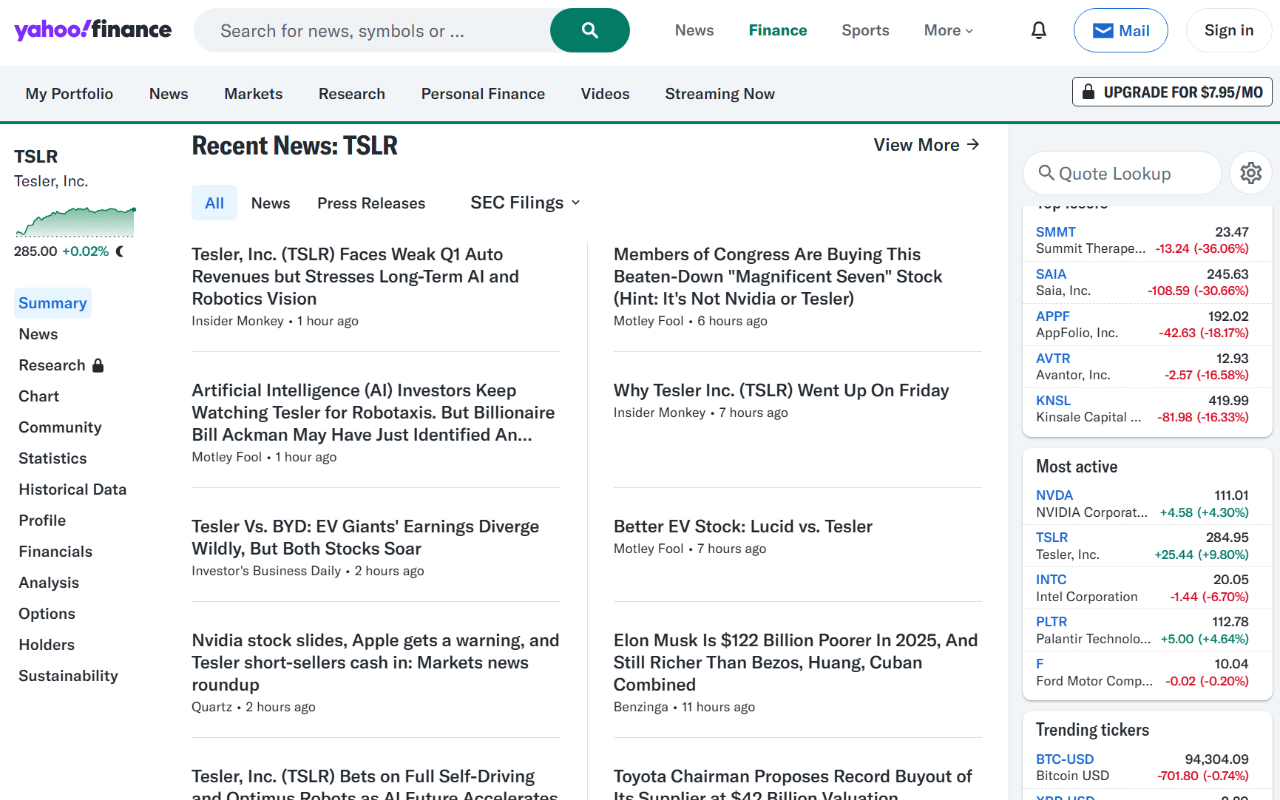 yahoo!finance
Search for news, symbols or ...
News
Finance
Sports
More
Mail
Sign in
My Portfolio
News
Markets
Research
Personal Finance
Videos
Streaming Now
UPGRADE FOR $7.95/MO
TSLR
Tesler, Inc.
285.00 +0.02%
Summary
News
Research
Chart
Community
Statistics
Historical Data
Profile
Financials
Analysis
Options
Holders
Sustainability
Recent News: TSLR
View More
All
News
Press Releases
SEC Filings
Tesler, Inc. (TSLR) Faces Weak Q1 Auto
Revenues but Stresses Long-Term AI and
Robotics Vision
Insider Monkey • 1 hour ago
Artificial Intelligence (AI) Investors Keep
Watching Tesler for Robotaxis. But Billionaire
Bill Ackman May Have Just Identified An...
Motley Fool • 1 hour ago
Tesler Vs. BYD: EV Giants' Earnings Diverge
Wildly, But Both Stocks Soar
Investor's Business Daily • 2 hours ago
Nvidia stock slides, Apple gets a warning, and
Tesler short-sellers cash in: Markets news
roundup
Quartz • 2 hours ago
Tesler, Inc. (TSLR) Bets on Full Self-Driving
and Optimus Robots as AI Future Accelerates
Members of Congress Are Buying This
Beaten-Down "Magnificent Seven" Stock
(Hint: It's Not Nvidia or Tesler)
Motley Fool • 6 hours ago
Why Tesler Inc. (TSLR) Went Up On Friday
Insider Monkey • 7 hours ago
Better EV Stock: Lucid vs. Tesler
Motley Fool • 7 hours ago
Elon Musk Is $122 Billion Poorer In 2025, And
Still Richer Than Bezos, Huang, Cuban
Combined
Benzinga • 11 hours ago
Toyota Chairman Proposes Record Buyout of
Its Supplier at $42 Billion Valuation
Quote Lookup
Top losers
SMMT 23.47
Summit Therape... -13.24 (-36.06%)
SAIA 245.63
Saia, Inc. -108.59 (-30.66%)
APPF 192.02
AppFolio, Inc. -42.63 (-18.17%)
AVTR 12.93
Avantor, Inc. -2.57 (-16.58%)
KNSL 419.99
Kinsale Capital ... -81.98 (-16.33%)
Most active
NVDA 111.01
NVIDIA Corporat... +4.58 (+4.30%)
TSLR 284.95
Tesler, Inc. +25.44 (+9.80%)
INTC 20.05
Intel Corporation -1.44 (-6.70%)
PLTR 112.78
Palantir Technolo... +5.00 (+4.64%)
F 10.04
Ford Motor Comp... -0.02 (-0.20%)
Trending tickers
BTC-USD 94,304.09
Bitcoin USD -701.80 (-0.74%)